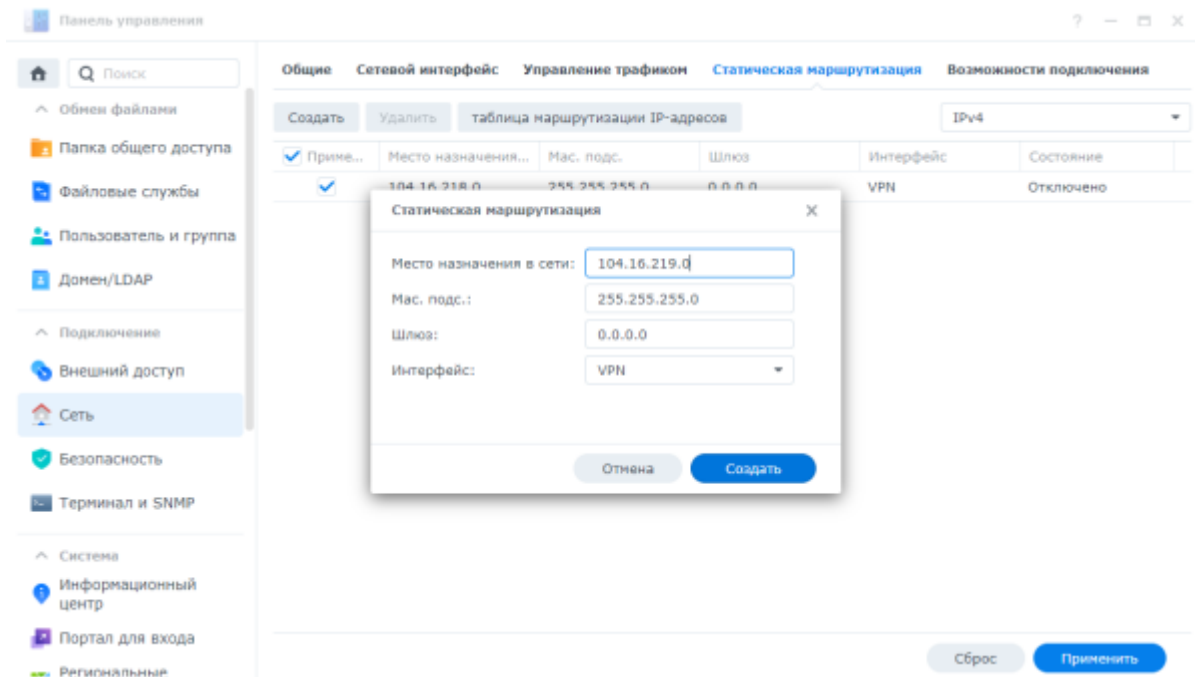 Панель управления
Поиск
Обмен файлами
Папка общего доступа
Файловые службы
Пользователь и группа
Домен/LDAP
Подключение
Внешний доступ
Сеть
Безопасность
Терминал и SNMP
Система
Информационный
центр
Портал для входа
Региональные
Общие Сетевой интерфейс Управление трафиком Статическая маршрутизация Возможности подключения
Создать Удалить таблица маршрутизации IP-адресов IPv4
Приме... Место назначения... Мас. подс. Шлюз Интерфейс Состояние
104.16.218.0 255.255.255.0 0.0.0.0 VPN Отключено
Статическая маршрутизация
Место назначения в сети: 104.16.219.0
Мас. подс.: 255.255.255.0
Шлюз: 0.0.0.0
Интерфейс: VPN
Отмена Создать
Сброс Применить